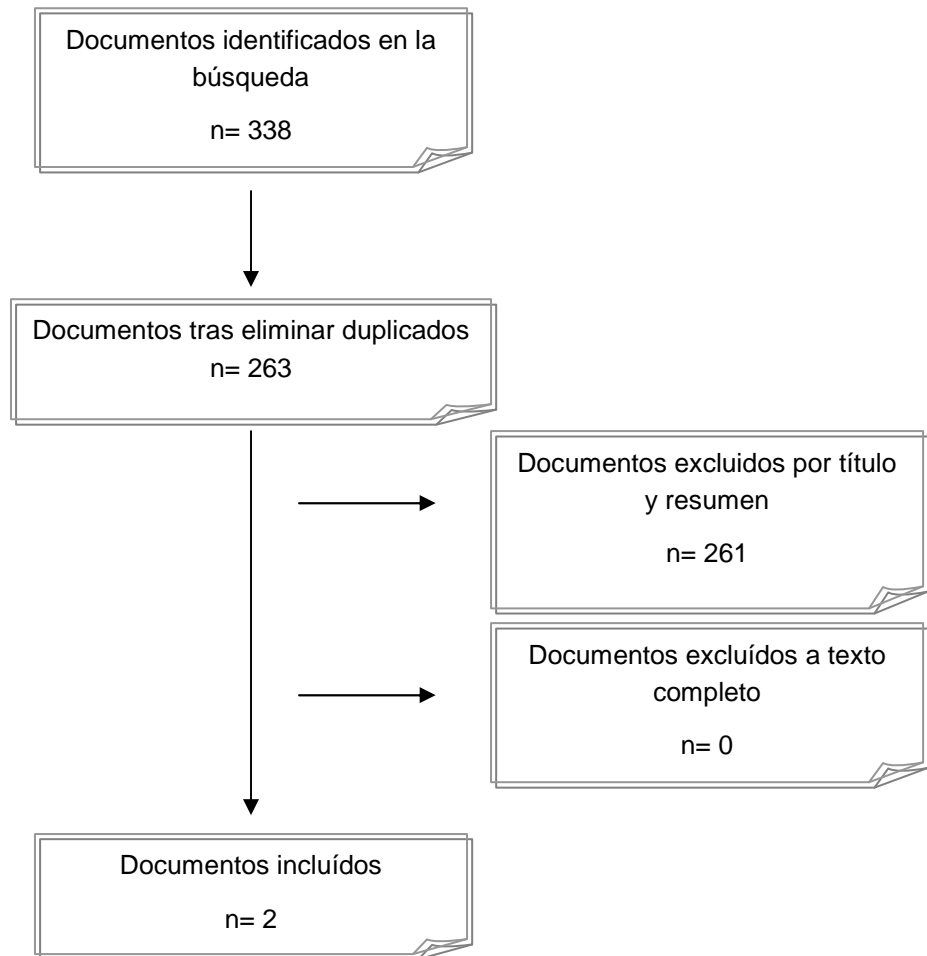 Documentos identificados en la
búsqueda
n= 338
Documentos tras eliminar duplicados
n= 263
Documentos excluidos por título
y resumen
n= 261
Documentos excluídos a texto
completo
n= 0
Documentos incluídos
n= 2